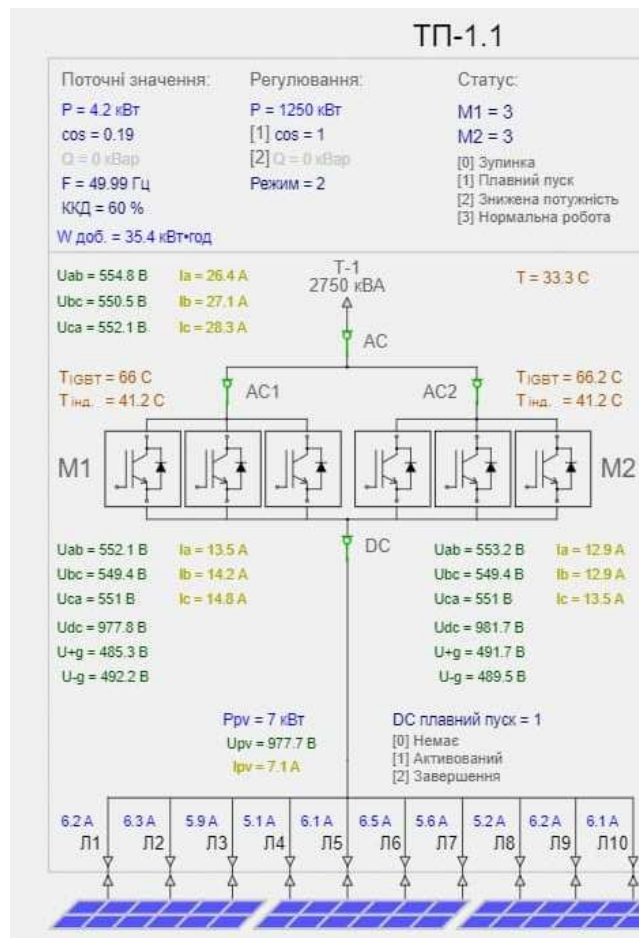 ТП-1.1
Поточні значення: Регулювання: Статус:
P = 4.2 кВт P = 1250 кВт M1 = 3
cos = 0.19 [1] cos = 1 M2 = 3
Q = 0 кВар [2] Q = 0 кВар [0] Зупинка
F = 49.99 Гц Режим = 2 [1] Плавний пуск
ККД = 60 % [2] Знижена потужність
[3] Нормальна робота
W доб. = 35.4 кВт•год
Uab = 554.8 В Ia = 26.4 А Т-1 T = 33.3 С
2750 кВА
Ubc = 550.5 В Ib = 27.1 А
Uca = 552.1 В Ic = 28.3 А AC
TIGBT = 66 С AC1 AC2 TIGBT = 66.2 С
Tінд. = 41.2 С Tінд. = 41.2 С
M1 M2
DC
Uab = 552.1 В Ia = 13.5 А Uab = 553.2 В Ia = 12.9 А
Ubc = 549.4 В Ib = 14.2 А Ubc = 549.4 В Ib = 12.9 А
Uca = 551 В Ic = 14.8 А Uca = 551 В Ic = 13.5 А
Udc = 977.8 В Udc = 981.7 В
U+g = 485.3 В U+g = 491.7 В
U-g = 492.2 В U-g = 489.5 В
Ppv = 7 кВт DC плавний пуск = 1
Upv = 977.7 В [0] Немає
Ipv = 7.1 А [1] Активований
[2] Завершення
6.2 А 6.3 А 5.9 А 5.1 А 6.1 А 6.5 А 5.6 А 5.2 А 6.2 А 6.1 А
Л1 Л2 Л3 Л4 Л5 Л6 Л7 Л8 Л9 Л10